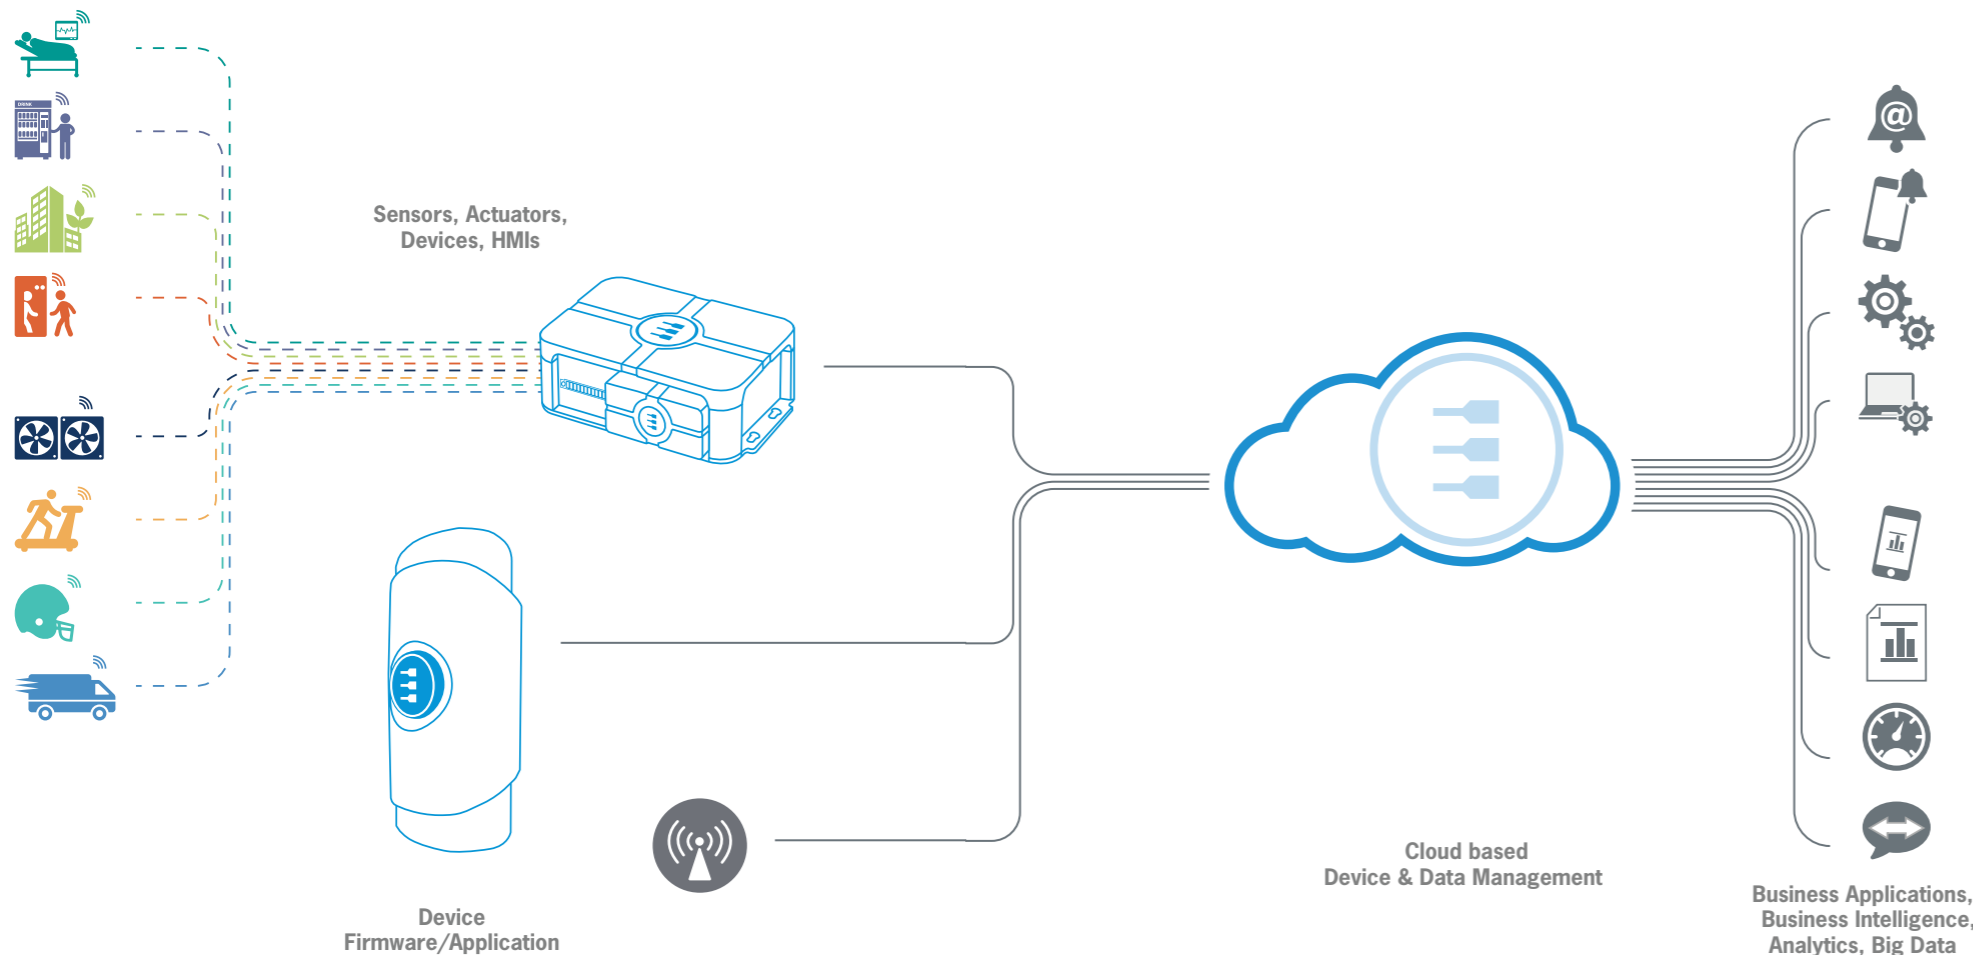 DRINK
@
Sensors, Actuators,
Devices, HMIs
Device
Firmware/Application
Cloud based
Device & Data Management
Business Applications,
Business Intelligence,
Analytics, Big Data